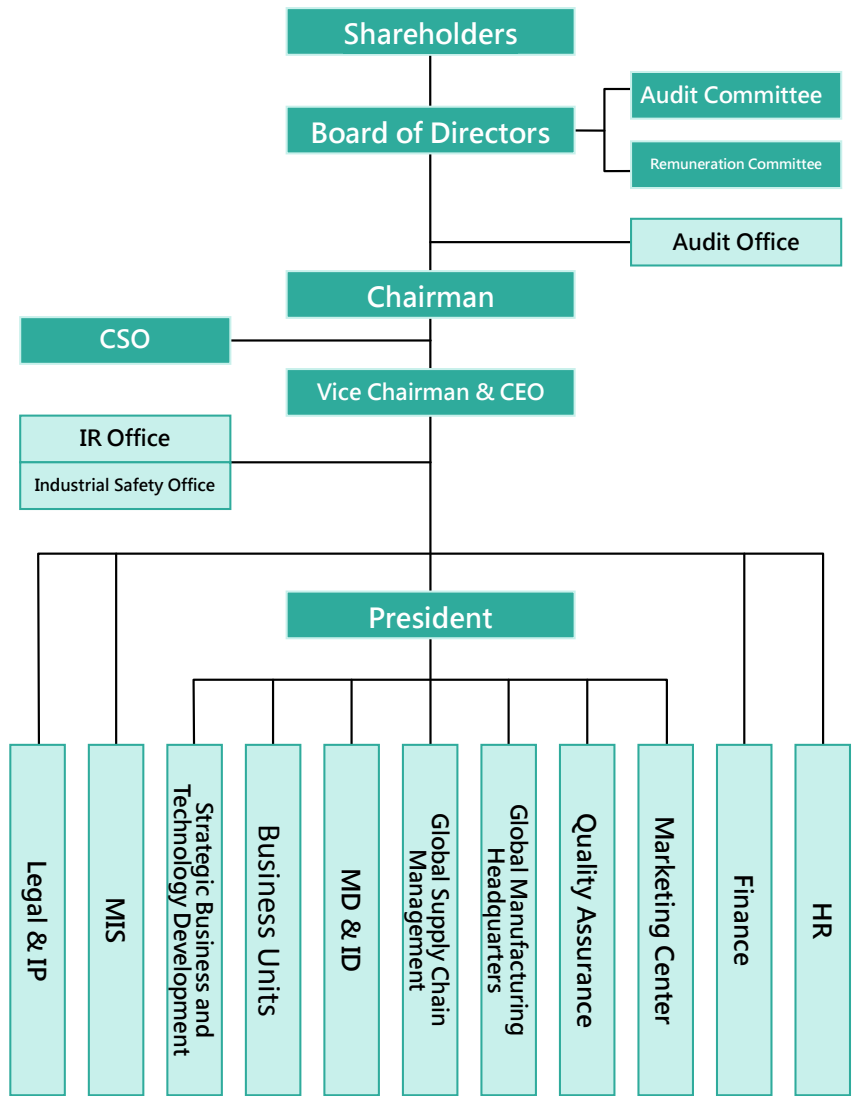 Shareholders
Audit Committee
Board of Directors
Remuneration Committee
Audit Office
Chairman
CSO
Vice Chairman & CEO
IR Office
Industrial Safety Office
President
Legal & IP
MIS
Strategic Business and
Technology Development
Business Units
MD & ID
Global Supply Chain
Management
Global Manufacturing
Headquarters
Quality Assurance
Marketing Center
Finance
HR